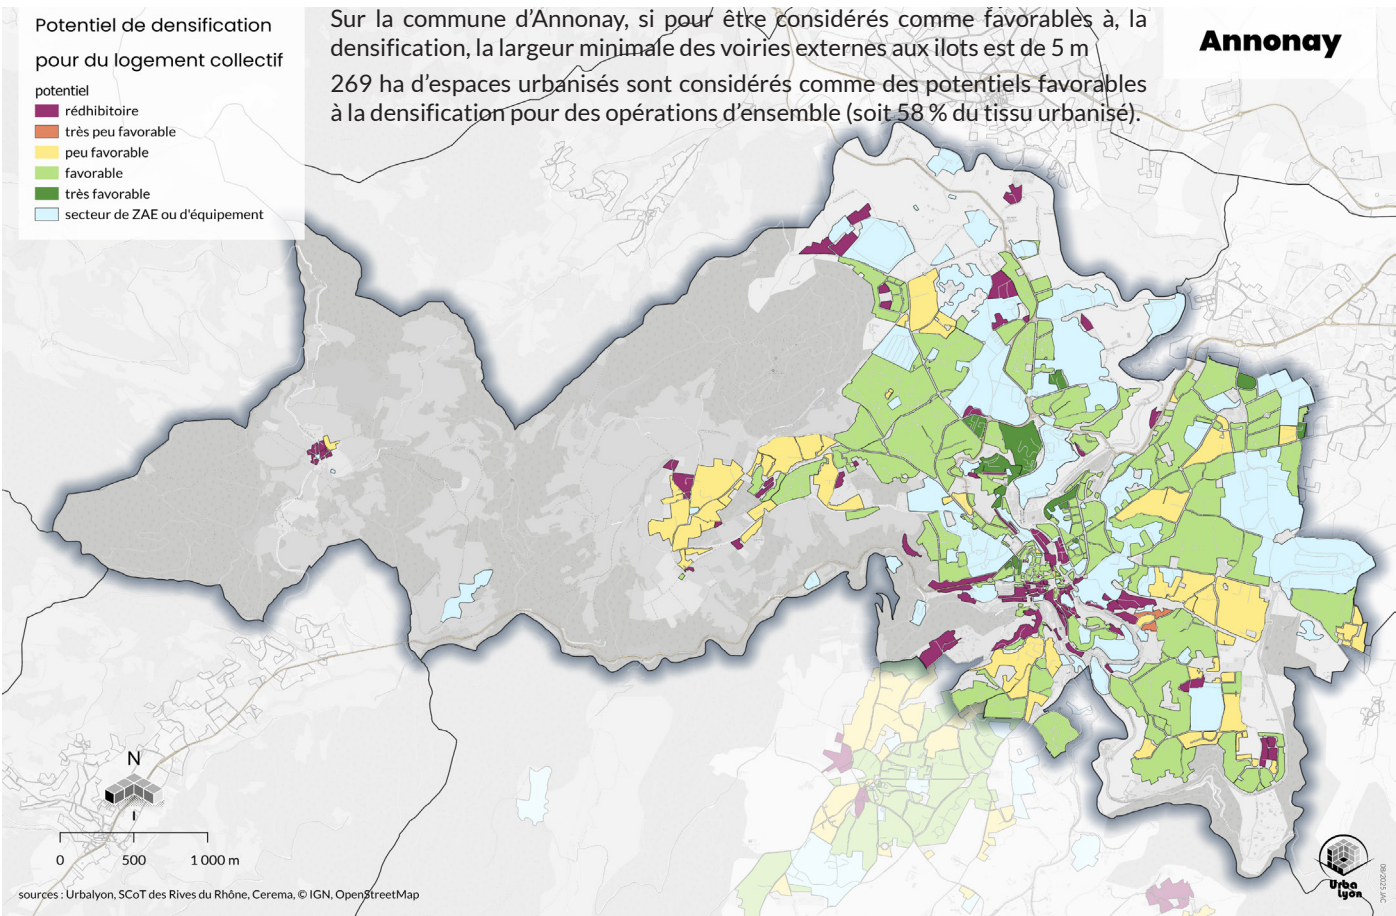 Potentiel de densification
pour du logement collectif
potentiel
rédhibitoire
très peu favorable
peu favorable
favorable
très favorable
secteur de ZAE ou d'équipement
Sur la commune d’Annonay, si pour être considérés comme favorables à, la
densification, la largeur minimale des voiries externes aux ilots est de 5 m
269 ha d’espaces urbanisés sont considérés comme des potentiels favorables
à la densification pour des opérations d’ensemble (soit 58 % du tissu urbanisé).
Annonay
N
0 500 1 000 m
sources : Urbalyon, SCoT des Rives du Rhône, Cerema, © IGN, OpenStreetMap
Urba
Lyon
08/2025 JAC